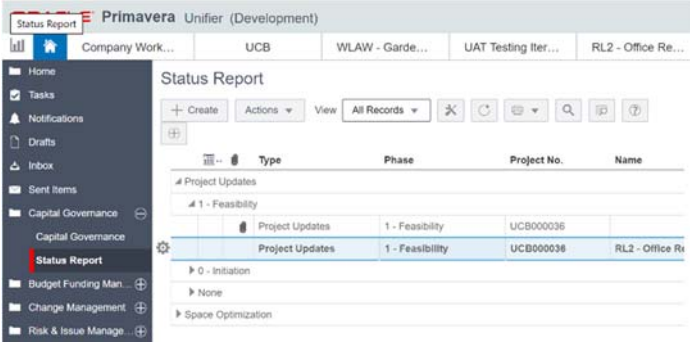 Status Report
Primavera Unifier (Development)
Company Work... UCB WLAW - Garde... UAT Testing Iter... RL2 - Office Re...
Home
Tasks
Notifications
Drafts
Inbox
Sent Items
Capital Governance
Capital Governance
Status Report
Budget Funding Man...
Change Management
Risk & Issue Manage...
Status Report
Create Actions View All Records
Type Phase Project No. Name
Project Updates
1 - Feasibility
Project Updates 1 - Feasibility UCB000036
Project Updates 1 - Feasibility UCB000036 RL2 - Office Re
0 - Initiation
None
Space Optimization